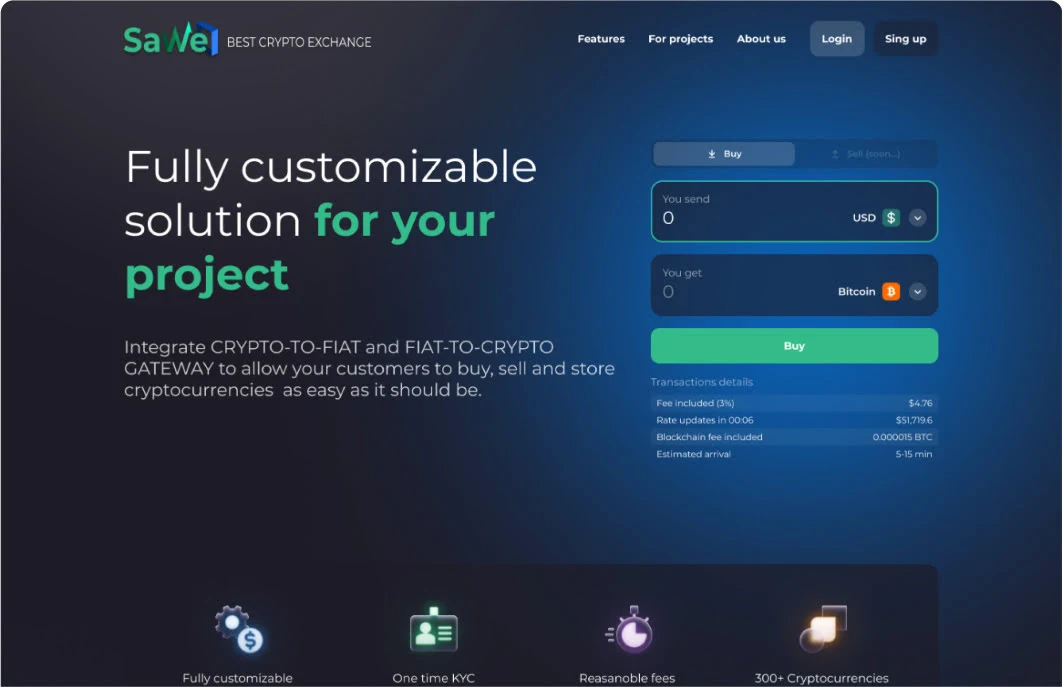 SaWel BEST CRYPTO EXCHANGE
Features
For projects
About us
Login
Sing up
Fully customizable
solution for your
project
Integrate CRYPTO-TO-FIAT and FIAT-TO-CRYPTO
GATEWAY to allow your customers to buy, sell and store
cryptocurrencies as easy as it should be.
Buy
Sell (soon...)
You send
0
USD $
You get
0
Bitcoin
Buy
Transactions details
Fee included (3%) $4.76
Rate updates in 00:06 $51,719.6
Blockchain fee included 0.000015 BTC
Estimated arrival 5-15 min
Fully customizable
One time KYC
Reasanoble fees
300+ Cryptocurrencies